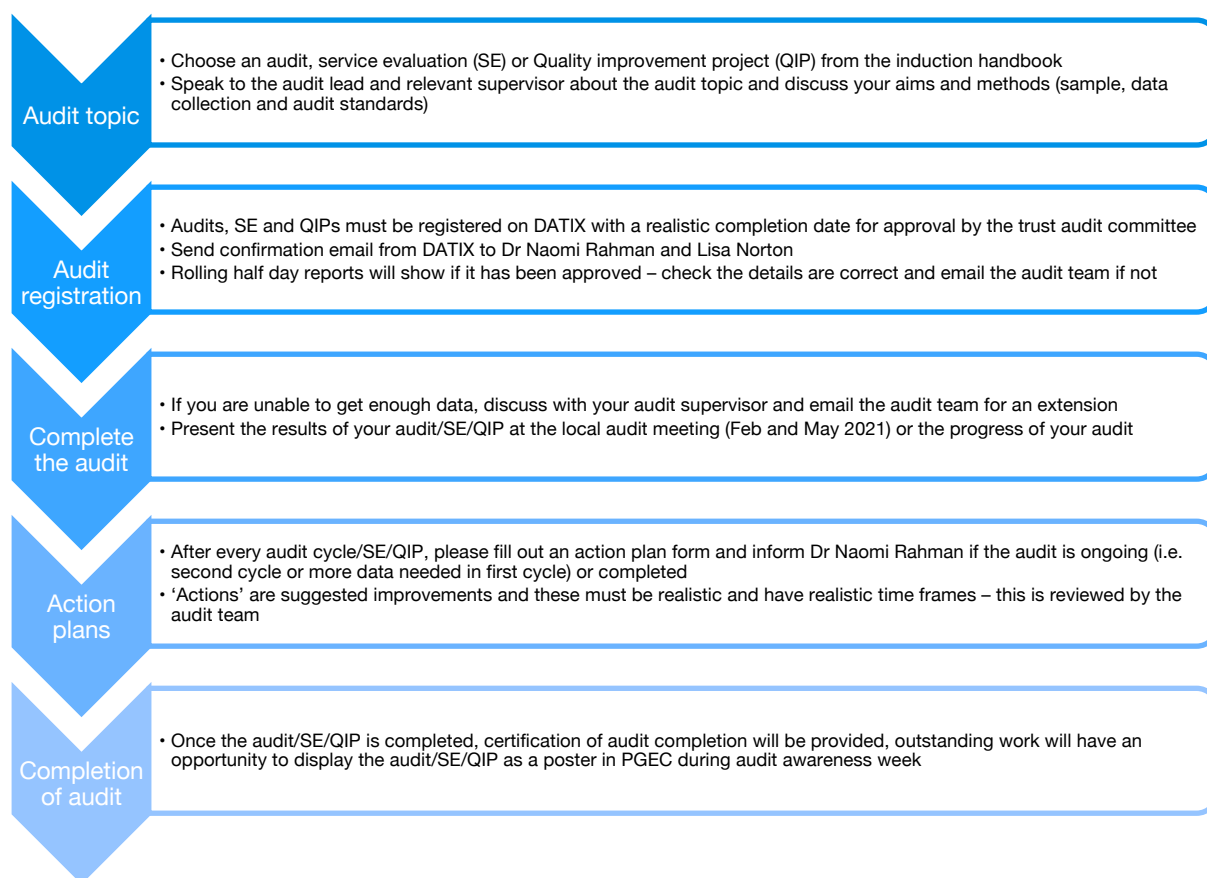 Audit topic
• Choose an audit, service evaluation (SE) or Quality improvement project (QIP) from the induction handbook
• Speak to the audit lead and relevant supervisor about the audit topic and discuss your aims and methods (sample, data
collection and audit standards)
Audit
registration
• Audits, SE and QIPs must be registered on DATIX with a realistic completion date for approval by the trust audit committee
• Send confirmation email from DATIX to Dr Naomi Rahman and Lisa Norton
• Rolling half day reports will show if it has been approved – check the details are correct and email the audit team if not
Complete
the audit
• If you are unable to get enough data, discuss with your audit supervisor and email the audit team for an extension
• Present the results of your audit/SE/QIP at the local audit meeting (Feb and May 2021) or the progress of your audit
Action
plans
• After every audit cycle/SE/QIP, please fill out an action plan form and inform Dr Naomi Rahman if the audit is ongoing (i.e.
second cycle or more data needed in first cycle) or completed
• ‘Actions’ are suggested improvements and these must be realistic and have realistic time frames – this is reviewed by the
audit team
Completion
of audit
• Once the audit/SE/QIP is completed, certification of audit completion will be provided, outstanding work will have an
opportunity to display the audit/SE/QIP as a poster in PGEC during audit awareness week